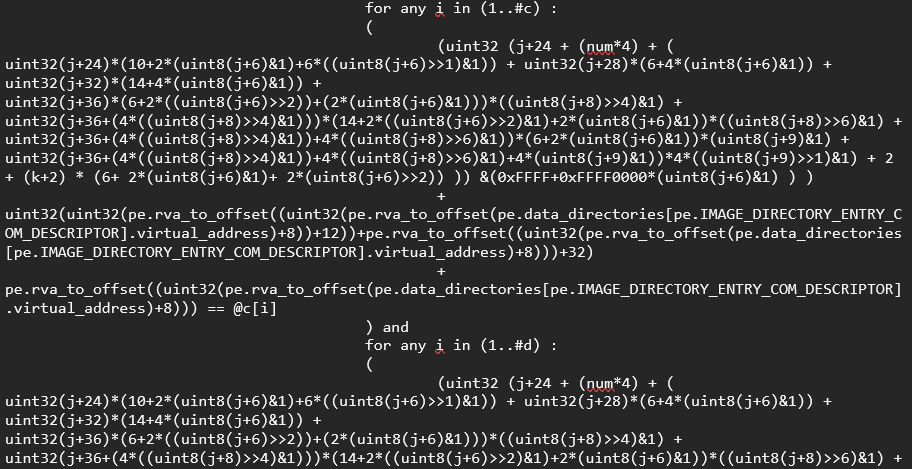 for any i in (1..#c) :
(
(uint32 (j+24 + (num*4) + (
uint32(j+24)*(10+2*(uint8(j+6)&1)+6*((uint8(j+6)>>1)&1)) + uint32(j+28)*(6+4*(uint8(j+6)&1)) +
uint32(j+32)*(14+4*(uint8(j+6)&1)) +
uint32(j+36)*(6+2*((uint8(j+6)>>2))+(2*(uint8(j+6)&1)))*((uint8(j+8)>>4)&1) +
uint32(j+36+(4*((uint8(j+8)>>4)&1)))*(14+2*((uint8(j+6)>>2)&1)+2*(uint8(j+6)&1))*((uint8(j+8)>>6)&1) +
uint32(j+36+(4*((uint8(j+8)>>4)&1))+4*((uint8(j+8)>>6)&1))*(6+2*(uint8(j+6)&1))*(uint8(j+9)&1) +
uint32(j+36+(4*((uint8(j+8)>>4)&1))+4*((uint8(j+8)>>6)&1)+4*(uint8(j+9)&1))*4*((uint8(j+9)>>1)&1) + 2
+ (k+2) * (6+ 2*(uint8(j+6)&1)+ 2*(uint8(j+6)>>2)) )) &(0xFFFF+0xFFFF0000*(uint8(j+6)&1) ) )
+
uint32(uint32(pe.rva_to_offset((uint32(pe.rva_to_offset(pe.data_directories[pe.IMAGE_DIRECTORY_ENTRY_C
OM_DESCRIPTOR].virtual_address)+8))+12))+pe.rva_to_offset((uint32(pe.rva_to_offset(pe.data_directories
[pe.IMAGE_DIRECTORY_ENTRY_COM_DESCRIPTOR].virtual_address)+8)))+32)
+
pe.rva_to_offset((uint32(pe.rva_to_offset(pe.data_directories[pe.IMAGE_DIRECTORY_ENTRY_COM_DESCRIPTOR]
.virtual_address)+8))) == @c[i]
) and
for any i in (1..#d) :
(
(uint32 (j+24 + (num*4) + (
uint32(j+24)*(10+2*(uint8(j+6)&1)+6*((uint8(j+6)>>1)&1)) + uint32(j+28)*(6+4*(uint8(j+6)&1)) +
uint32(j+32)*(14+4*(uint8(j+6)&1)) +
uint32(j+36)*(6+2*((uint8(j+6)>>2))+(2*(uint8(j+6)&1)))*((uint8(j+8)>>4)&1) +
uint32(j+36+(4*((uint8(j+8)>>4)&1)))*(14+2*((uint8(j+6)>>2)&1)+2*(uint8(j+6)&1))*((uint8(j+8)>>6)&1) +